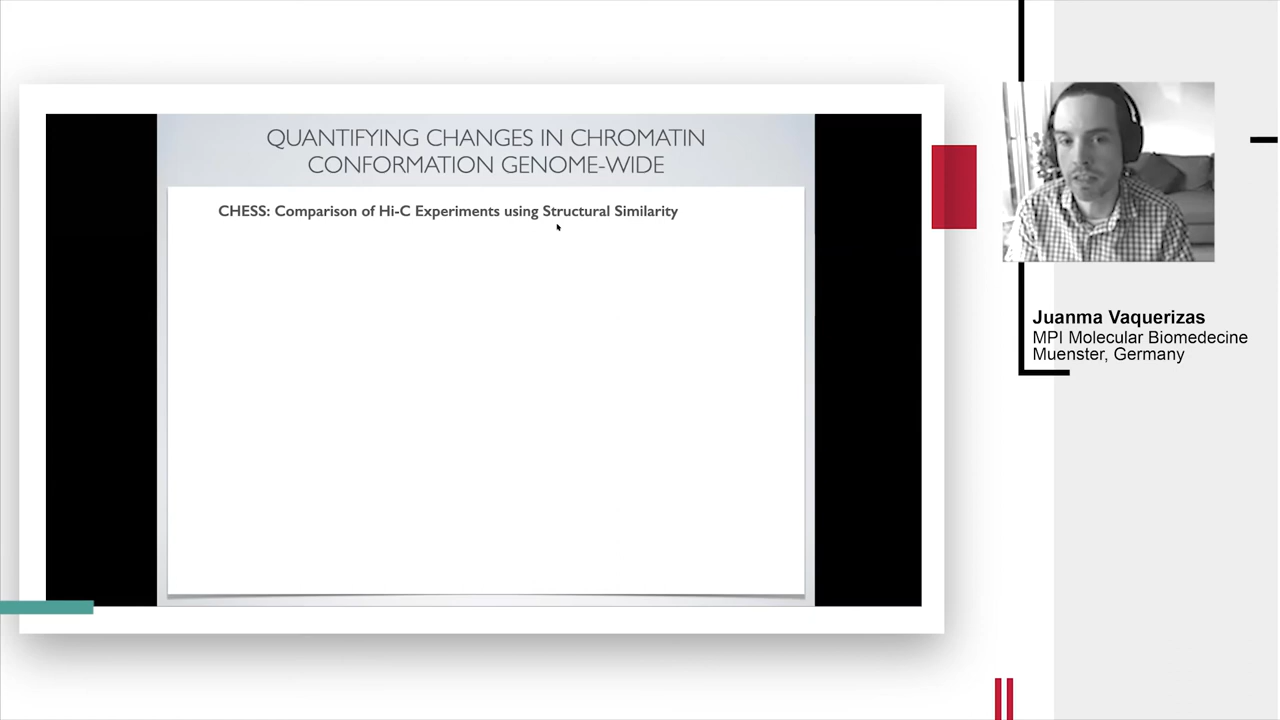 QUANTIFYING CHANGES IN CHROMATIN
CONFORMATION GENOME-WIDE
CHESS: Comparison of Hi-C Experiments using Structural Similarity
Juanma Vaquerizas
MPI Molecular Biomedecine
Muenster, Germany